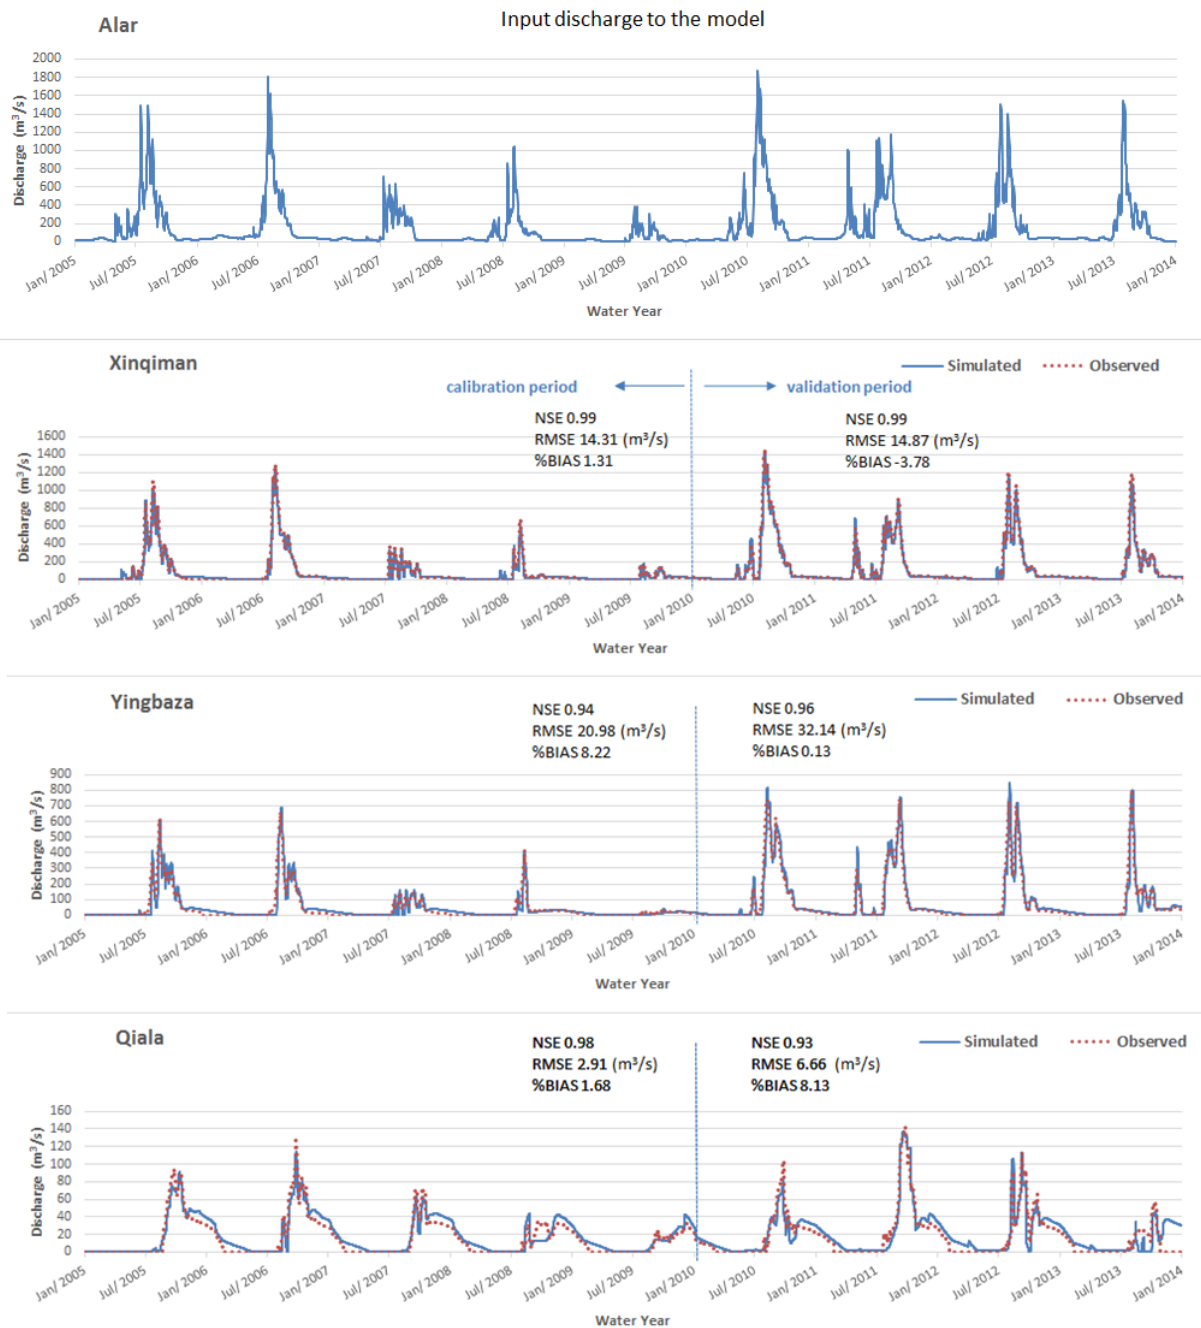 Alar
Input discharge to the model
Discharge (m³/s)
2000
1800
1600
1400
1200
1000
800
600
400
200
0
Jan/ 2005
Jul/ 2005
Jan/ 2006
Jul/ 2006
Jan/ 2007
Jul/ 2007
Jan/ 2008
Jul/ 2008
Jan/ 2009
Jul/ 2009
Jan/ 2010
Jul/ 2010
Jan/ 2011
Jul/ 2011
Jan/ 2012
Jul/ 2012
Jan/ 2013
Jul/ 2013
Jan/ 2014
Water Year
Xinqiman
Simulated
Observed
calibration period
validation period
NSE 0.99
RMSE 14.31 (m³/s)
%BIAS 1.31
NSE 0.99
RMSE 14.87 (m³/s)
%BIAS -3.78
Discharge (m³/s)
1600
1400
1200
1000
800
600
400
200
0
Jan/ 2005
Jul/ 2005
Jan/ 2006
Jul/ 2006
Jan/ 2007
Jul/ 2007
Jan/ 2008
Jul/ 2008
Jan/ 2009
Jul/ 2009
Jan/ 2010
Jul/ 2010
Jan/ 2011
Jul/ 2011
Jan/ 2012
Jul/ 2012
Jan/ 2013
Jul/ 2013
Jan/ 2014
Water Year
Yingbaza
Simulated
Observed
NSE 0.94
RMSE 20.98 (m³/s)
%BIAS 8.22
NSE 0.96
RMSE 32.14 (m³/s)
%BIAS 0.13
Discharge (m³/s)
900
800
700
600
500
400
300
200
100
0
Jan/ 2005
Jul/ 2005
Jan/ 2006
Jul/ 2006
Jan/ 2007
Jul/ 2007
Jan/ 2008
Jul/ 2008
Jan/ 2009
Jul/ 2009
Jan/ 2010
Jul/ 2010
Jan/ 2011
Jul/ 2011
Jan/ 2012
Jul/ 2012
Jan/ 2013
Jul/ 2013
Jan/ 2014
Water Year
Qiala
Simulated
Observed
NSE 0.98
RMSE 2.91 (m³/s)
%BIAS 1.68
NSE 0.93
RMSE 6.66 (m³/s)
%BIAS 8.13
Discharge (m³/s)
160
140
120
100
80
60
40
20
0
Jan/ 2005
Jul/ 2005
Jan/ 2006
Jul/ 2006
Jan/ 2007
Jul/ 2007
Jan/ 2008
Jul/ 2008
Jan/ 2009
Jul/ 2009
Jan/ 2010
Jul/ 2010
Jan/ 2011
Jul/ 2011
Jan/ 2012
Jul/ 2012
Jan/ 2013
Jul/ 2013
Jan/ 2014
Water Year